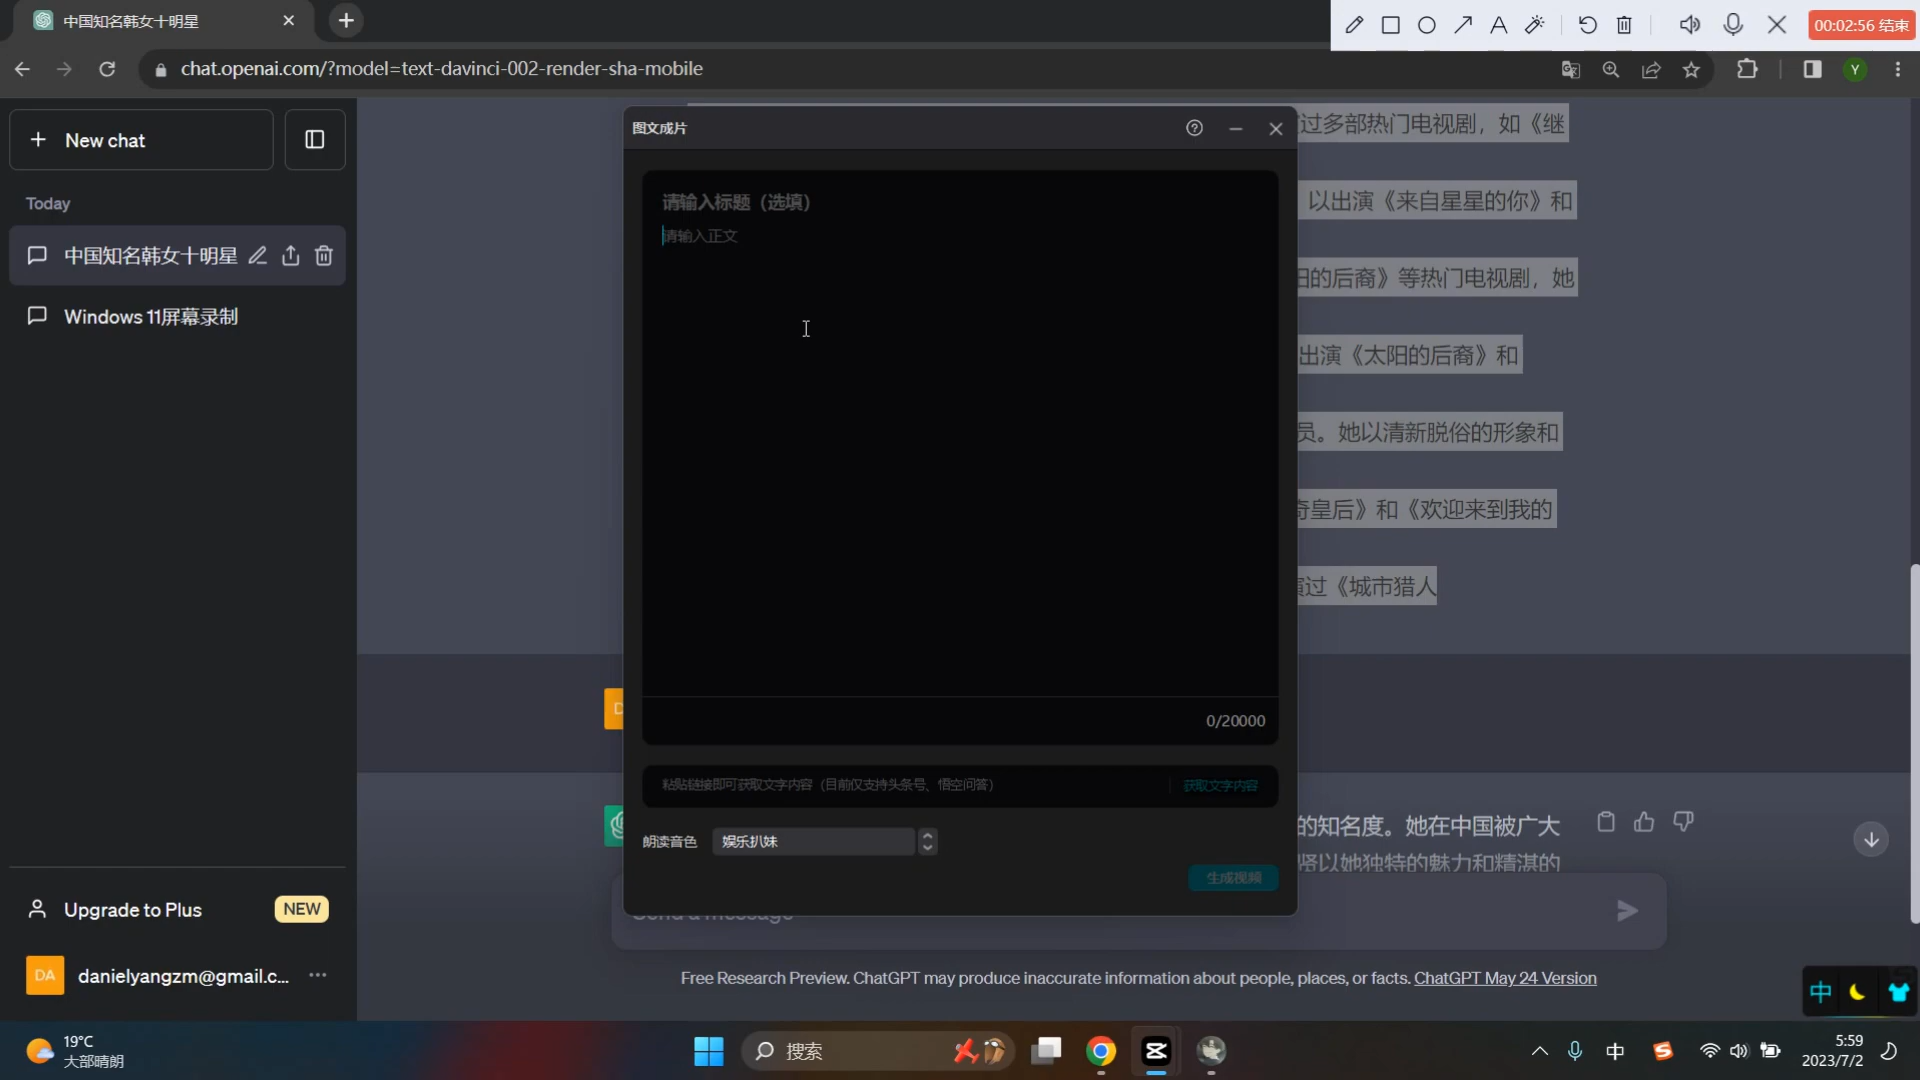 中国知名韩女十明星
00:02:56 结束
chat.openai.com/?model=text-davinci-002-render-sha-mobile
Y
New chat
Today
中国知名韩女十明星
Windows 11屏幕录制
Upgrade to Plus
NEW
DA
danielyangzm@gmail.c...
过多部热门电视剧，如《继
以出演《来自星星的你》和
阳的后裔》等热门电视剧，她
出演《太阳的后裔》和
员。她以清新脱俗的形象和
奇皇后》和《欢迎来到我的
演过《城市猎人
图文成片
请输入标题（选填）
请输入正文
0/20000
粘贴链接即可获取文字内容（目前仅支持头条号、悟空问答）
获取文字内容
朗读音色
娱乐扒妹
生成视频
的知名度。她在中国被广大
贤以她独特的魅力和精湛的
Send a message
Free Research Preview. ChatGPT may produce inaccurate information about people, places, or facts. ChatGPT May 24 Version
中
19°C
大部晴朗
搜索
中
5:59
2023/7/2